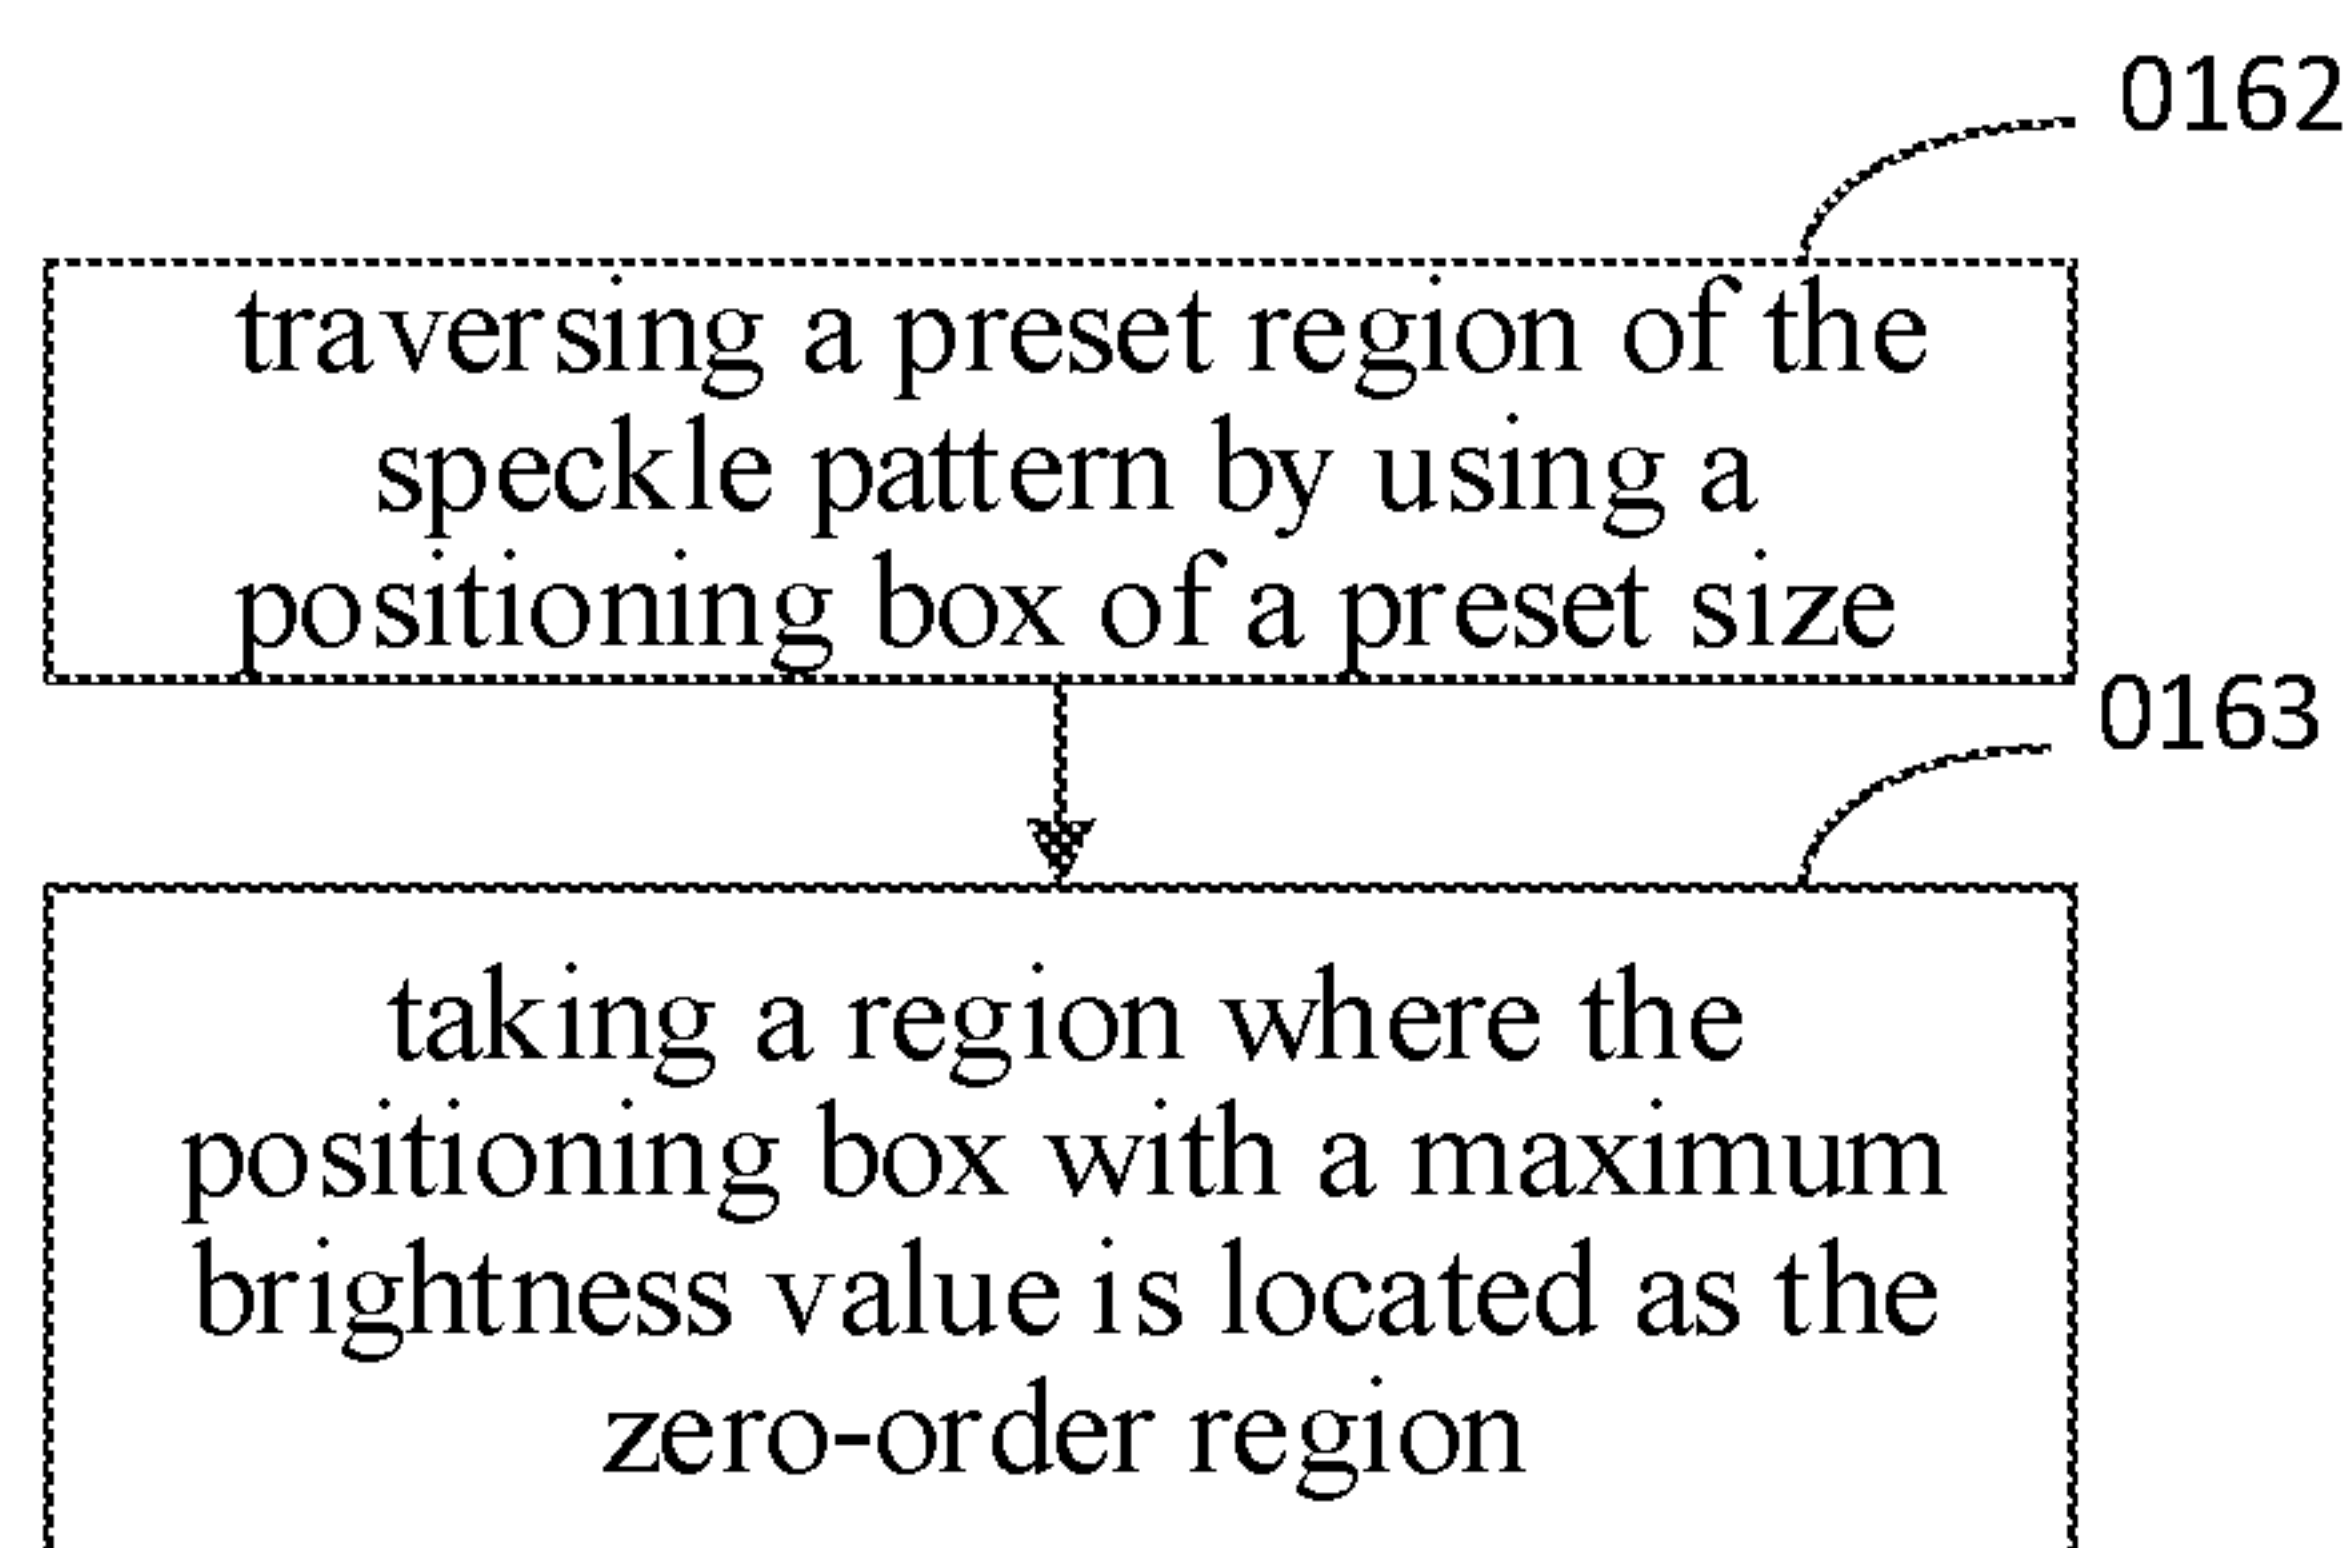 0162
traversing a preset region of the
speckle pattern by using a
positioning box of a preset size
0163
taking a region where the
positioning box with a maximum
brightness value is located as the
zero-order region